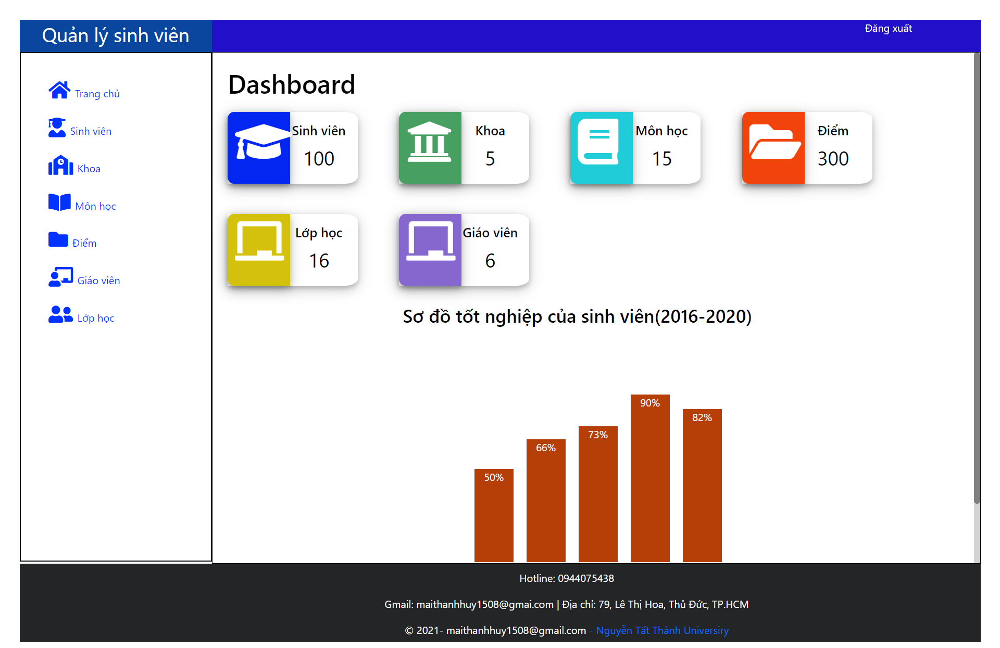 Quản lý sinh viên
Đăng xuất
Trang chủ
Sinh viên
Khoa
Môn học
Điểm
Giáo viên
Lớp học
Dashboard
Sinh viên
100
Khoa
5
Môn học
15
Điểm
300
Lớp học
16
Giáo viên
6
Sơ đồ tốt nghiệp của sinh viên(2016-2020)
50%
66%
73%
90%
82%
Hotline: 0944075438
Gmail: maithanhhuy1508@gmai.com | Địa chỉ: 79, Lê Thị Hoa, Thủ Đức, TP.HCM
© 2021- maithanhhuy1508@gmail.com - Nguyễn Tất Thành Universiry